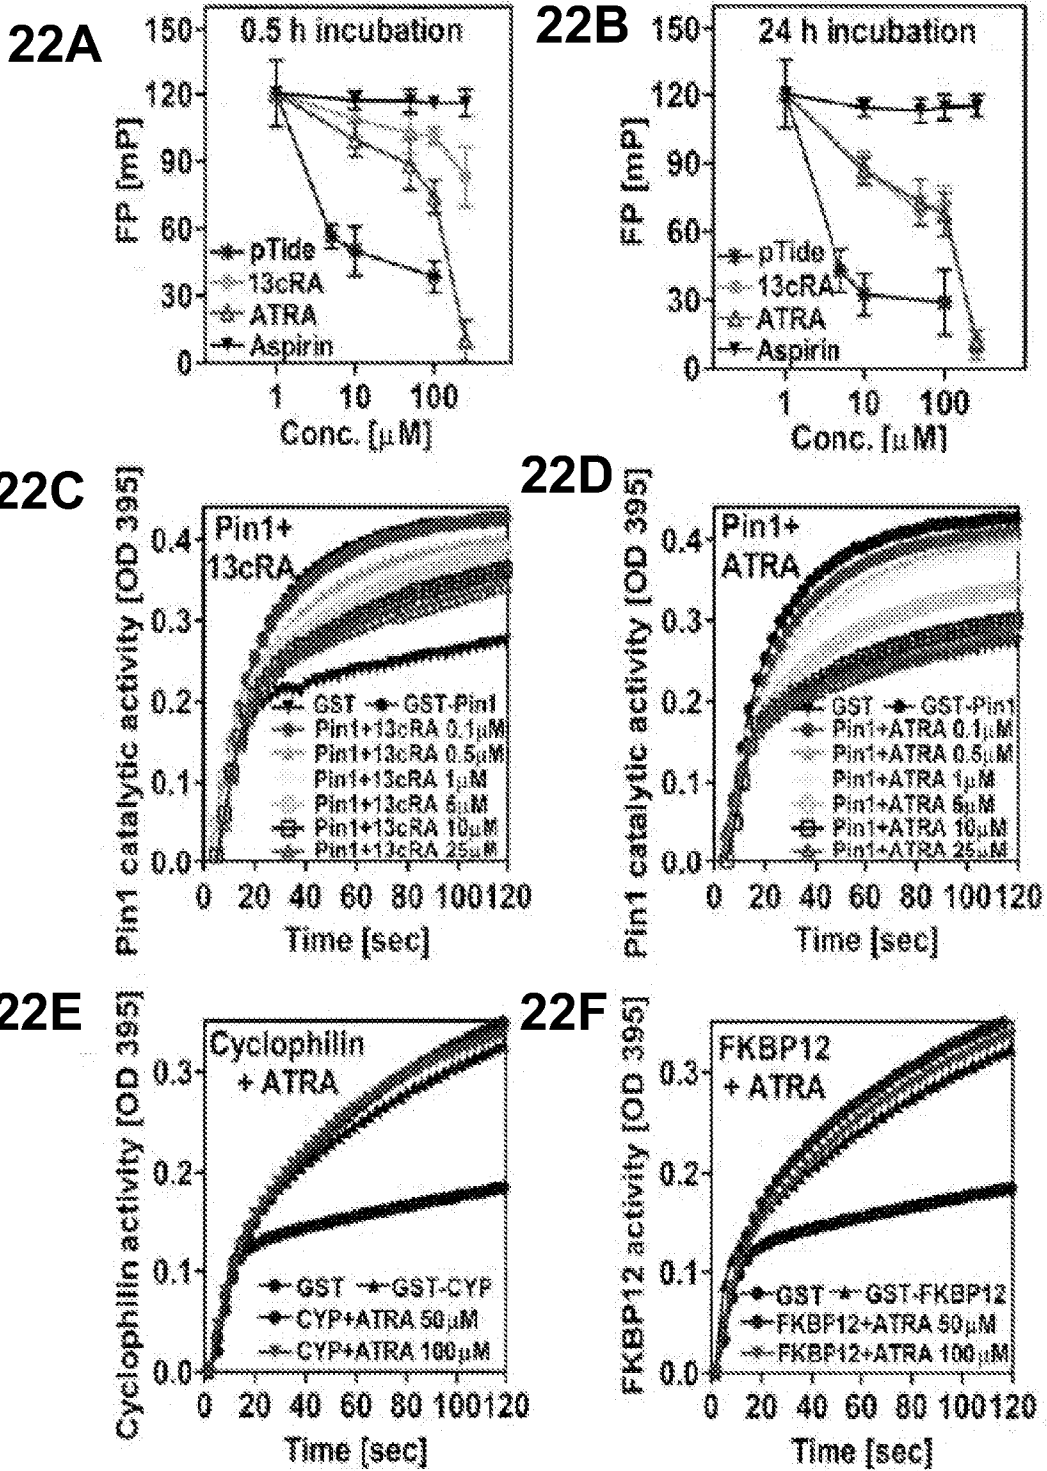 22A
0.5 h incubation
FP [mP]
150
120
90
60
30
0
pTide
13cRA
ATRA
Aspirin
1 10 100
Conc. [μM]
22B
24 h incubation
FP [mP]
150
120
90
60
30
0
pTide
13cRA
ATRA
Aspirin
1 10 100
Conc. [μM]
22C
Pin1 catalytic activity [OD 395]
Pin1+
13cRA
0.4
0.3
0.2
0.1
0.0
GST GST-Pin1
Pin1+13cRA 0.1μM
Pin1+13cRA 0.5μM
Pin1+13cRA 1μM
Pin1+13cRA 5μM
Pin1+13cRA 10μM
Pin1+13cRA 25μM
0 20 40 60 80 100 120
Time [sec]
22D
Pin1 catalytic activity [OD 395]
Pin1+
ATRA
0.4
0.3
0.2
0.1
0.0
GST GST-Pin1
Pin1+ATRA 0.1μM
Pin1+ATRA 0.5μM
Pin1+ATRA 1μM
Pin1+ATRA 5μM
Pin1+ATRA 10μM
Pin1+ATRA 25μM
0 20 40 60 80 100 120
Time [sec]
22E
Cyclophilin activity [OD 395]
Cyclophilin
+ ATRA
0.3
0.2
0.1
0.0
GST GST-CYP
CYP+ATRA 50μM
CYP+ATRA 100μM
0 20 40 60 80 100 120
Time [sec]
22F
FKBP12 activity [OD 395]
FKBP12
+ ATRA
0.3
0.2
0.1
0.0
GST GST-FKBP12
FKBP12+ATRA 50μM
FKBP12+ATRA 100μM
0 20 40 60 80 100 120
Time [sec]